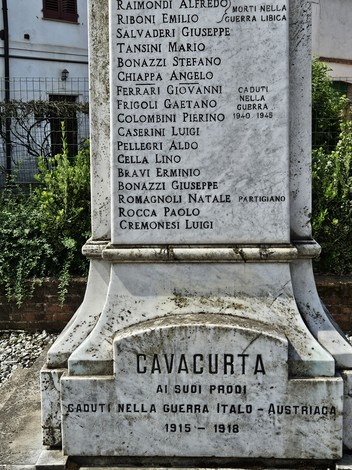 RAIMONDI ALFREDO
RIBONI EMILIO
MORTI NELLA
GUERRA LIBICA
SALVADERI GIUSEPPE
TANSINI MARIO
BONAZZI STEFANO
CHIAPPA ANGELO
FERRARI GIOVANNI
FRIGOLI GAETANO
COLOMBINI PIERINO
CADUTI
NELLA
GUERRA
1940 1945
CASERINI LUIGI
PELLEGRI ALDO
CELLA LINO
BRAVI ERMINIO
BONAZZI GIUSEPPE
ROMAGNOLI NATALE PARTIGIANO
ROCCA PAOLO
CREMONESI LUIGI
CAVACURTA
AI SUOI PRODI
CADUTI NELLA GUERRA ITALO - AUSTRIACA
1915 - 1918